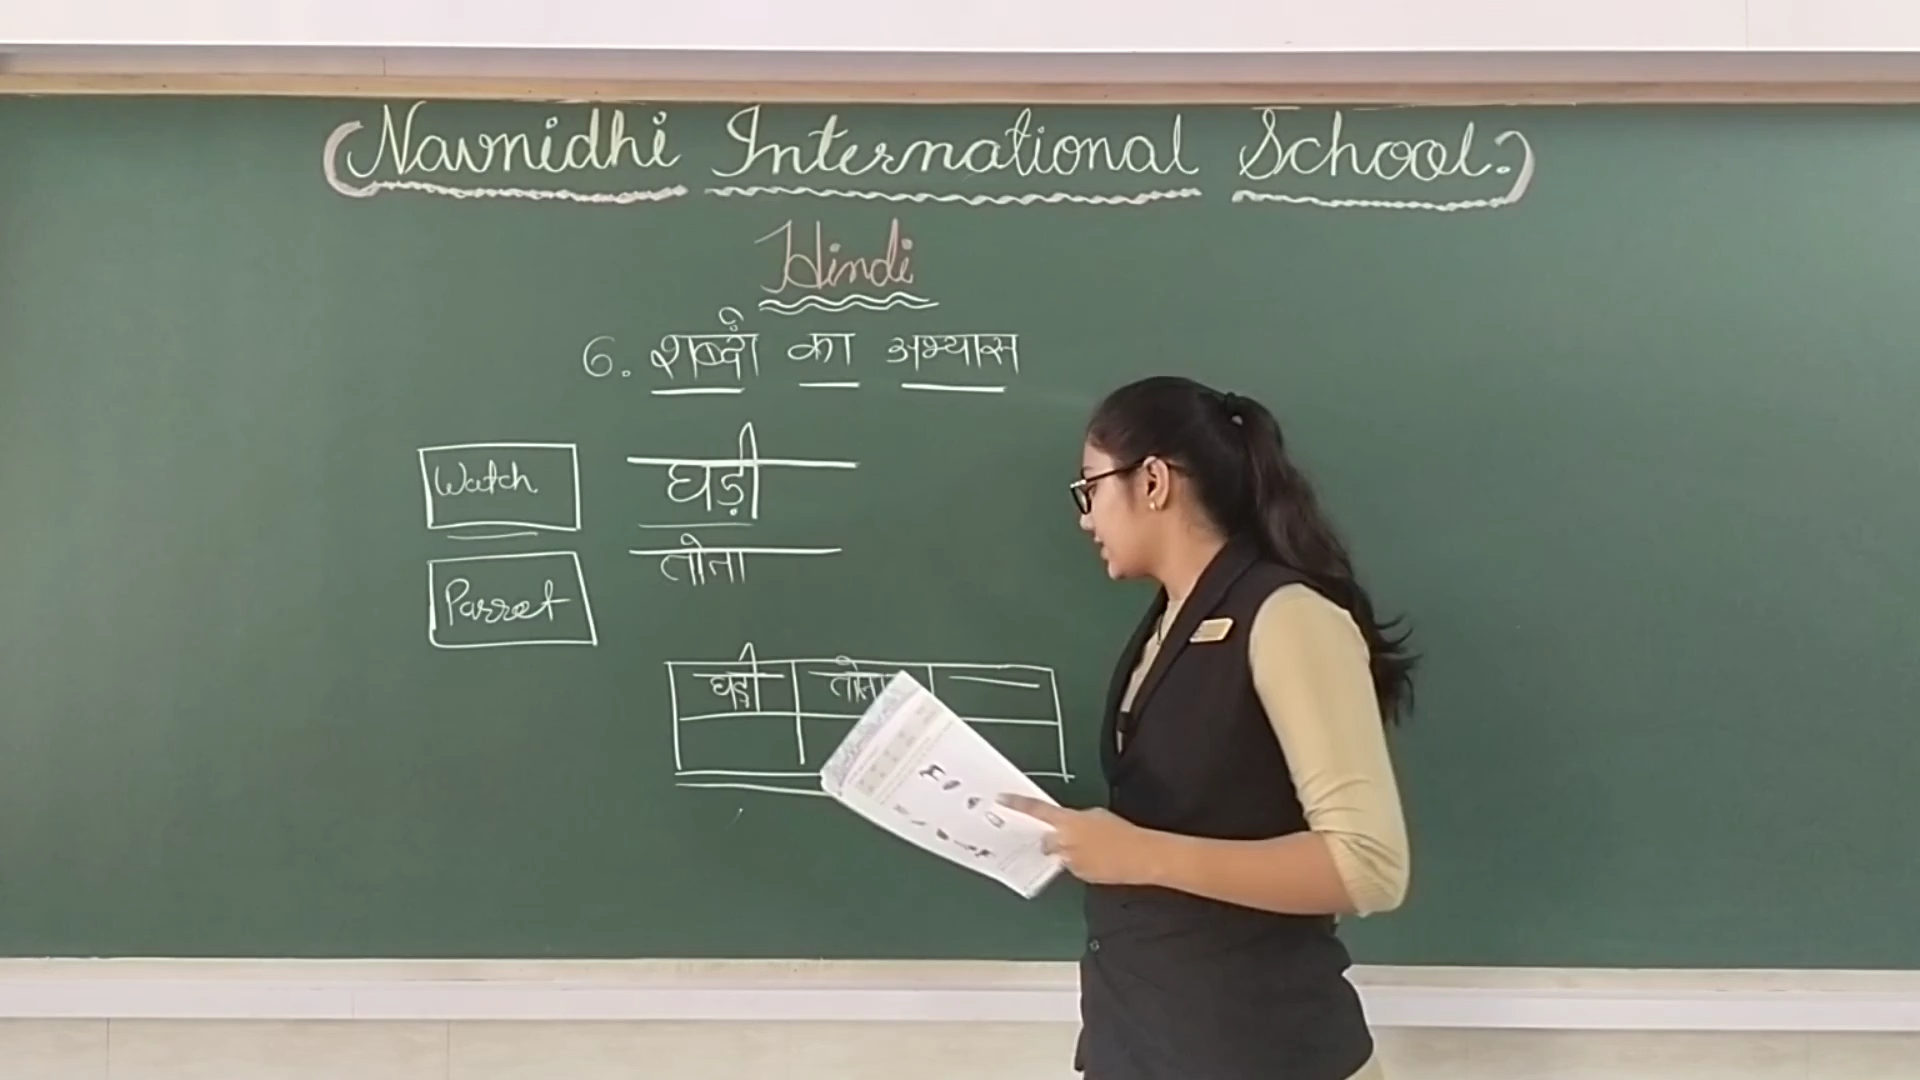 (Navnidhi International School.)
Hindi
6. शब्दों का अभ्यास
Watch घड़ी
Parrot तोता
घड़ी तोता